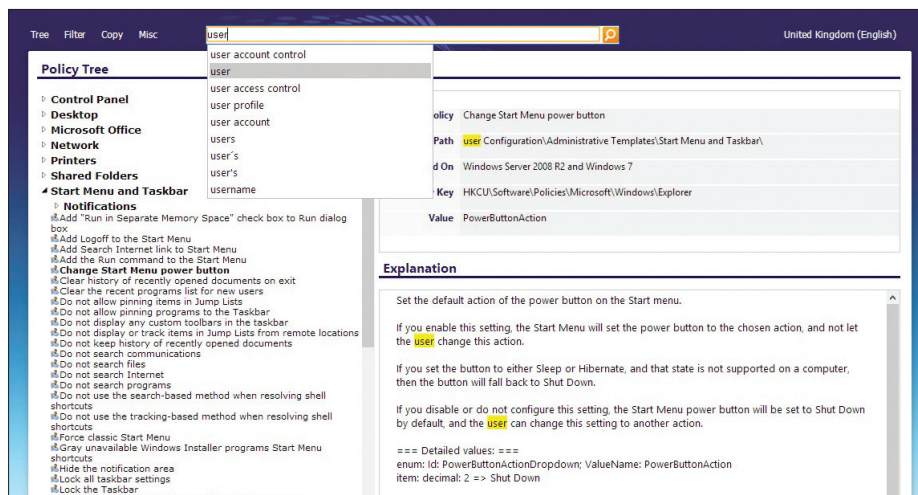 Tree Filter Copy Misc
user
United Kingdom (English)
user account control
user
user access control
user profile
user account
users
user´s
user's
username
Policy Tree
Control Panel
Desktop
Microsoft Office
Network
Printers
Shared Folders
Start Menu and Taskbar
Notifications
Add "Run in Separate Memory Space" check box to Run dialog
box
Add Logoff to the Start Menu
Add Search Internet link to Start Menu
Add the Run command to the Start Menu
Change Start Menu power button
Clear history of recently opened documents on exit
Clear the recent programs list for new users
Do not allow pinning items in Jump Lists
Do not allow pinning programs to the Taskbar
Do not display any custom toolbars in the taskbar
Do not display or track items in Jump Lists from remote locations
Do not keep history of recently opened documents
Do not search communications
Do not search files
Do not search Internet
Do not search programs
Do not use the search-based method when resolving shell
shortcuts
Do not use the tracking-based method when resolving shell
shortcuts
Force classic Start Menu
Gray unavailable Windows Installer programs Start Menu
shortcuts
Hide the notification area
Lock all taskbar settings
Lock the Taskbar
olicy Change Start Menu power button
Path user Configuration\Administrative Templates\Start Menu and Taskbar\
d On Windows Server 2008 R2 and Windows 7
Key HKCU\Software\Policies\Microsoft\Windows\Explorer
Value PowerButtonAction
Explanation
Set the default action of the power button on the Start menu.
If you enable this setting, the Start Menu will set the power button to the chosen action, and not let
the user change this action.
If you set the button to either Sleep or Hibernate, and that state is not supported on a computer,
then the button will fall back to Shut Down.
If you disable or do not configure this setting, the Start Menu power button will be set to Shut Down
by default, and the user can change this setting to another action.
=== Detailed values: ===
enum: Id: PowerButtonActionDropdown; ValueName: PowerButtonAction
item: decimal: 2 => Shut Down